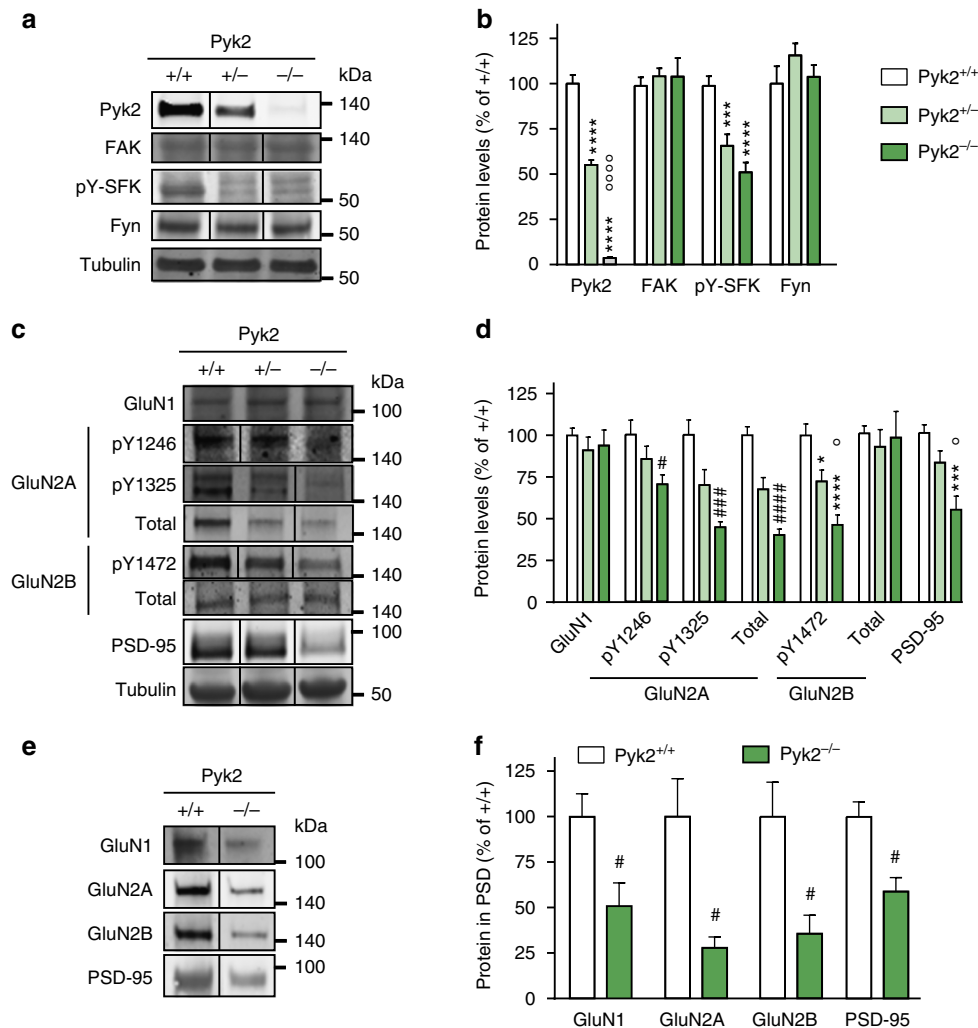 a
Pyk2
+/+ +/– –/–
kDa
Pyk2
140
FAK
140
pY-SFK
50
Fyn
50
Tubulin
50
b
Protein levels (% of +/+)
125
100
75
50
25
0
****
****
°°°°
***
****
Pyk2 FAK pY-SFK Fyn
Pyk2+/+
Pyk2+/–
Pyk2–/–
c
Pyk2
+/+ +/– –/–
kDa
GluN1
100
GluN2A
pY1246
140
pY1325
140
Total
140
GluN2B
pY1472
140
Total
140
PSD-95
100
Tubulin
50
d
Protein levels (% of +/+)
125
100
75
50
25
0
#
###
####
*
****
°
***
°
GluN1 pY1246 pY1325 Total pY1472 Total PSD-95
GluN2A GluN2B
e
Pyk2
+/+ –/–
kDa
GluN1
100
GluN2A
140
GluN2B
140
PSD-95
100
f
Pyk2+/+ Pyk2–/–
Protein in PSD (% of +/+)
125
100
75
50
25
0
# # # #
GluN1 GluN2A GluN2B PSD-95